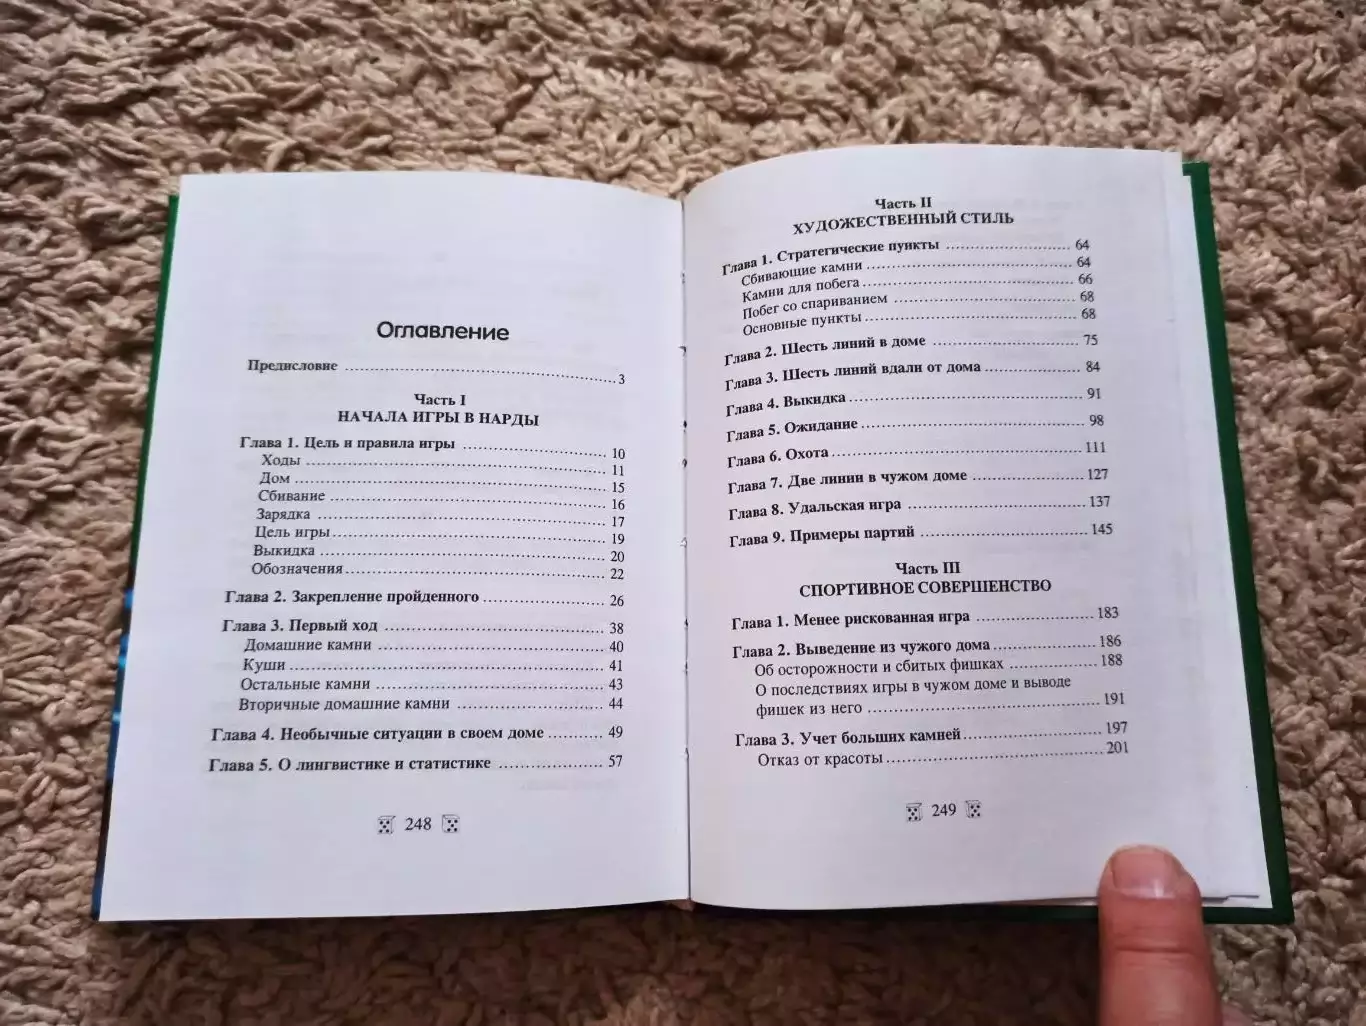 Оглавление
Предисловие ........ 3
Часть I
НАЧАЛА ИГРЫ В НАРДЫ
Глава 1. Цель и правила игры ........ 10
Ходы ........ 11
Дом ........ 15
Сбивание ........ 16
Зарядка ........ 17
Цель игры ........ 19
Выкидка ........ 20
Обозначения ........ 22
Глава 2. Закрепление пройденного ........ 26
Глава 3. Первый ход ........ 38
Домашние камни ........ 40
Куши ........ 41
Остальные камни ........ 43
Вторичные домашние камни ........ 44
Глава 4. Необычные ситуации в своем доме ........ 49
Глава 5. О лингвистике и статистике ........ 57
248
Часть II
ХУДОЖЕСТВЕННЫЙ СТИЛЬ
Глава 1. Стратегические пункты ........ 64
Сбивающие камни ........ 64
Камни для побега ........ 66
Побег со спариванием ........ 68
Основные пункты ........ 68
Глава 2. Шесть линий в доме ........ 75
Глава 3. Шесть линий вдали от дома ........ 84
Глава 4. Выкидка ........ 91
Глава 5. Ожидание ........ 98
Глава 6. Охота ........ 111
Глава 7. Две линии в чужом доме ........ 127
Глава 8. Удальская игра ........ 137
Глава 9. Примеры партий ........ 145
Часть III
СПОРТИВНОЕ СОВЕРШЕНСТВО
Глава 1. Менее рискованная игра ........ 183
Глава 2. Выведение из чужого дома ........ 186
Об осторожности и сбитых фишках ........ 188
О последствиях игры в чужом доме и выводе
фишек из него ........ 191
Глава 3. Учет больших камней ........ 197
Отказ от красоты ........ 201
249